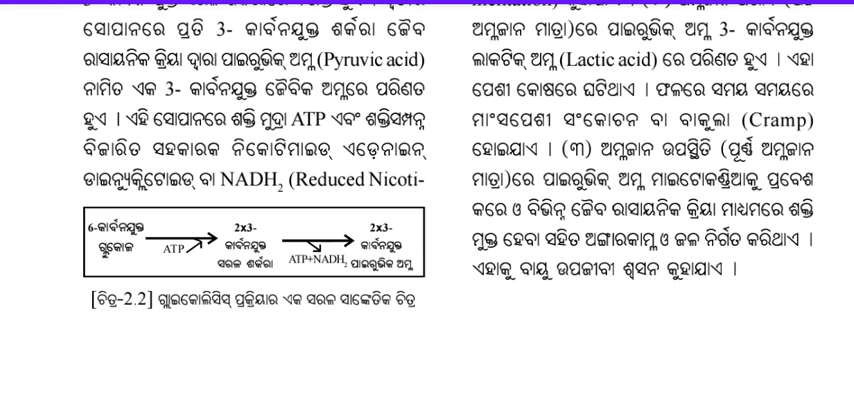 ସୋପାନରେ ପ୍ରତି 3- କାର୍ବନଯୁକ୍ତ ଶର୍କରା ଜୈବ
ରାସାୟନିକ କ୍ରିୟା ଦ୍ୱାରା ପାଇରୁଭିକ୍ ଅମ୍ଳ (Pyruvic acid)
ନାମିତ ଏକ 3- କାର୍ବନଯୁକ୍ତ ଜୈବିକ ଅମ୍ଳରେ ପରିଣତ
ହୁଏ । ଏହି ସୋପାନରେ ଶକ୍ତି ମୁଦ୍ରା ATP ଏବଂ ଶକ୍ତିସମ୍ପନ୍ନ
ବିଜାରିତ ସହକାରକ ନିକୋଟିମାଇଡ୍ ଏଡ଼େନାଇନ୍
ଡାଇନ୍ୟୁକ୍ଲିଟୋଇଡ୍ ବା NADH₂ (Reduced Nicoti-
6-କାର୍ବନଯୁକ୍ତ
ଗ୍ଲୁକୋଜ
ATP
2x3-
କାର୍ବନଯୁକ୍ତ
ସରଳ ଶର୍କରା
ATP+NADH₂
2x3-
କାର୍ବନଯୁକ୍ତ
ପାଇରୁଭିକ ଅମ୍ଳ
[ଚିତ୍ର-2.2] ଗ୍ଲାଇକୋଲିସିସ୍ ପ୍ରକ୍ରିୟାର ଏକ ସରଳ ସାଙ୍କେତିକ ଚିତ୍ର
ଅମ୍ଳଜାନ ମାତ୍ରା)ରେ ପାଇରୁଭିକ୍ ଅମ୍ଳ 3- କାର୍ବନଯୁକ୍ତ
ଲାକଟିକ୍ ଅମ୍ଳ (Lactic acid) ରେ ପରିଣତ ହୁଏ । ଏହା
ପେଶୀ କୋଷରେ ଘଟିଥାଏ । ଫଳରେ ସମୟ ସମୟରେ
ମାଂସପେଶୀ ସଂକୋଚନ ବା ବାକୁଲା (Cramp)
ହୋଇଯାଏ । (୩) ଅମ୍ଳଜାନ ଉପସ୍ଥିତି (ପୂର୍ଣ୍ଣ ଅମ୍ଳଜାନ
ମାତ୍ରା)ରେ ପାଇରୁଭିକ୍ ଅମ୍ଳ ମାଇଟୋକଣ୍ଡ୍ରିଆକୁ ପ୍ରବେଶ
କରେ ଓ ବିଭିନ୍ନ ଜୈବ ରାସାୟନିକ କ୍ରିୟା ମାଧ୍ୟମରେ ଶକ୍ତି
ମୁକ୍ତ ହେବା ସହିତ ଅଙ୍ଗାରକାମ୍ଳ ଓ ଜଳ ନିର୍ଗତ କରିଥାଏ ।
ଏହାକୁ ବାୟୁ ଉପଜୀବୀ ଶ୍ୱସନ କୁହାଯାଏ ।